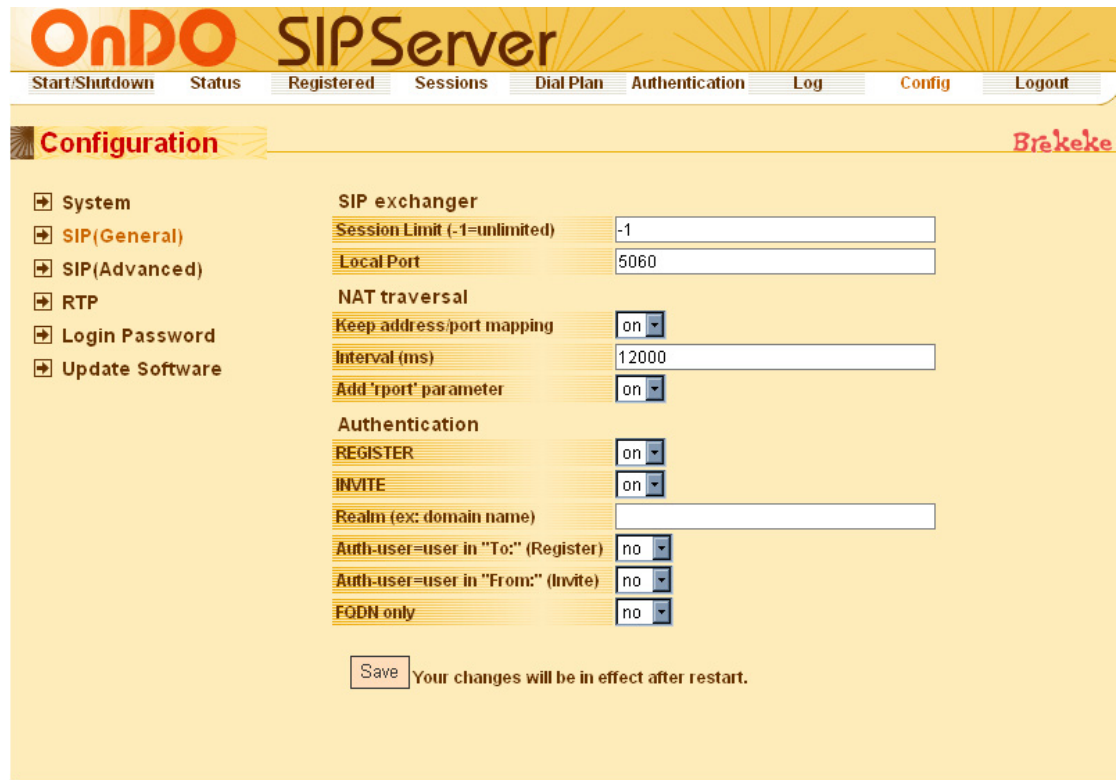 OnDO SIPServer
Start/Shutdown Status Registered Sessions Dial Plan Authentication Log Config Logout
Configuration
Brekeke
System
SIP(General)
SIP(Advanced)
RTP
Login Password
Update Software
SIP exchanger
Session Limit (-1=unlimited) -1
Local Port 5060
NAT traversal
Keep address/port mapping on
Interval (ms) 12000
Add 'rport' parameter on
Authentication
REGISTER on
INVITE on
Realm (ex: domain name)
Auth-user=user in "To:" (Register) no
Auth-user=user in "From:" (Invite) no
FQDN only no
Save Your changes will be in effect after restart.